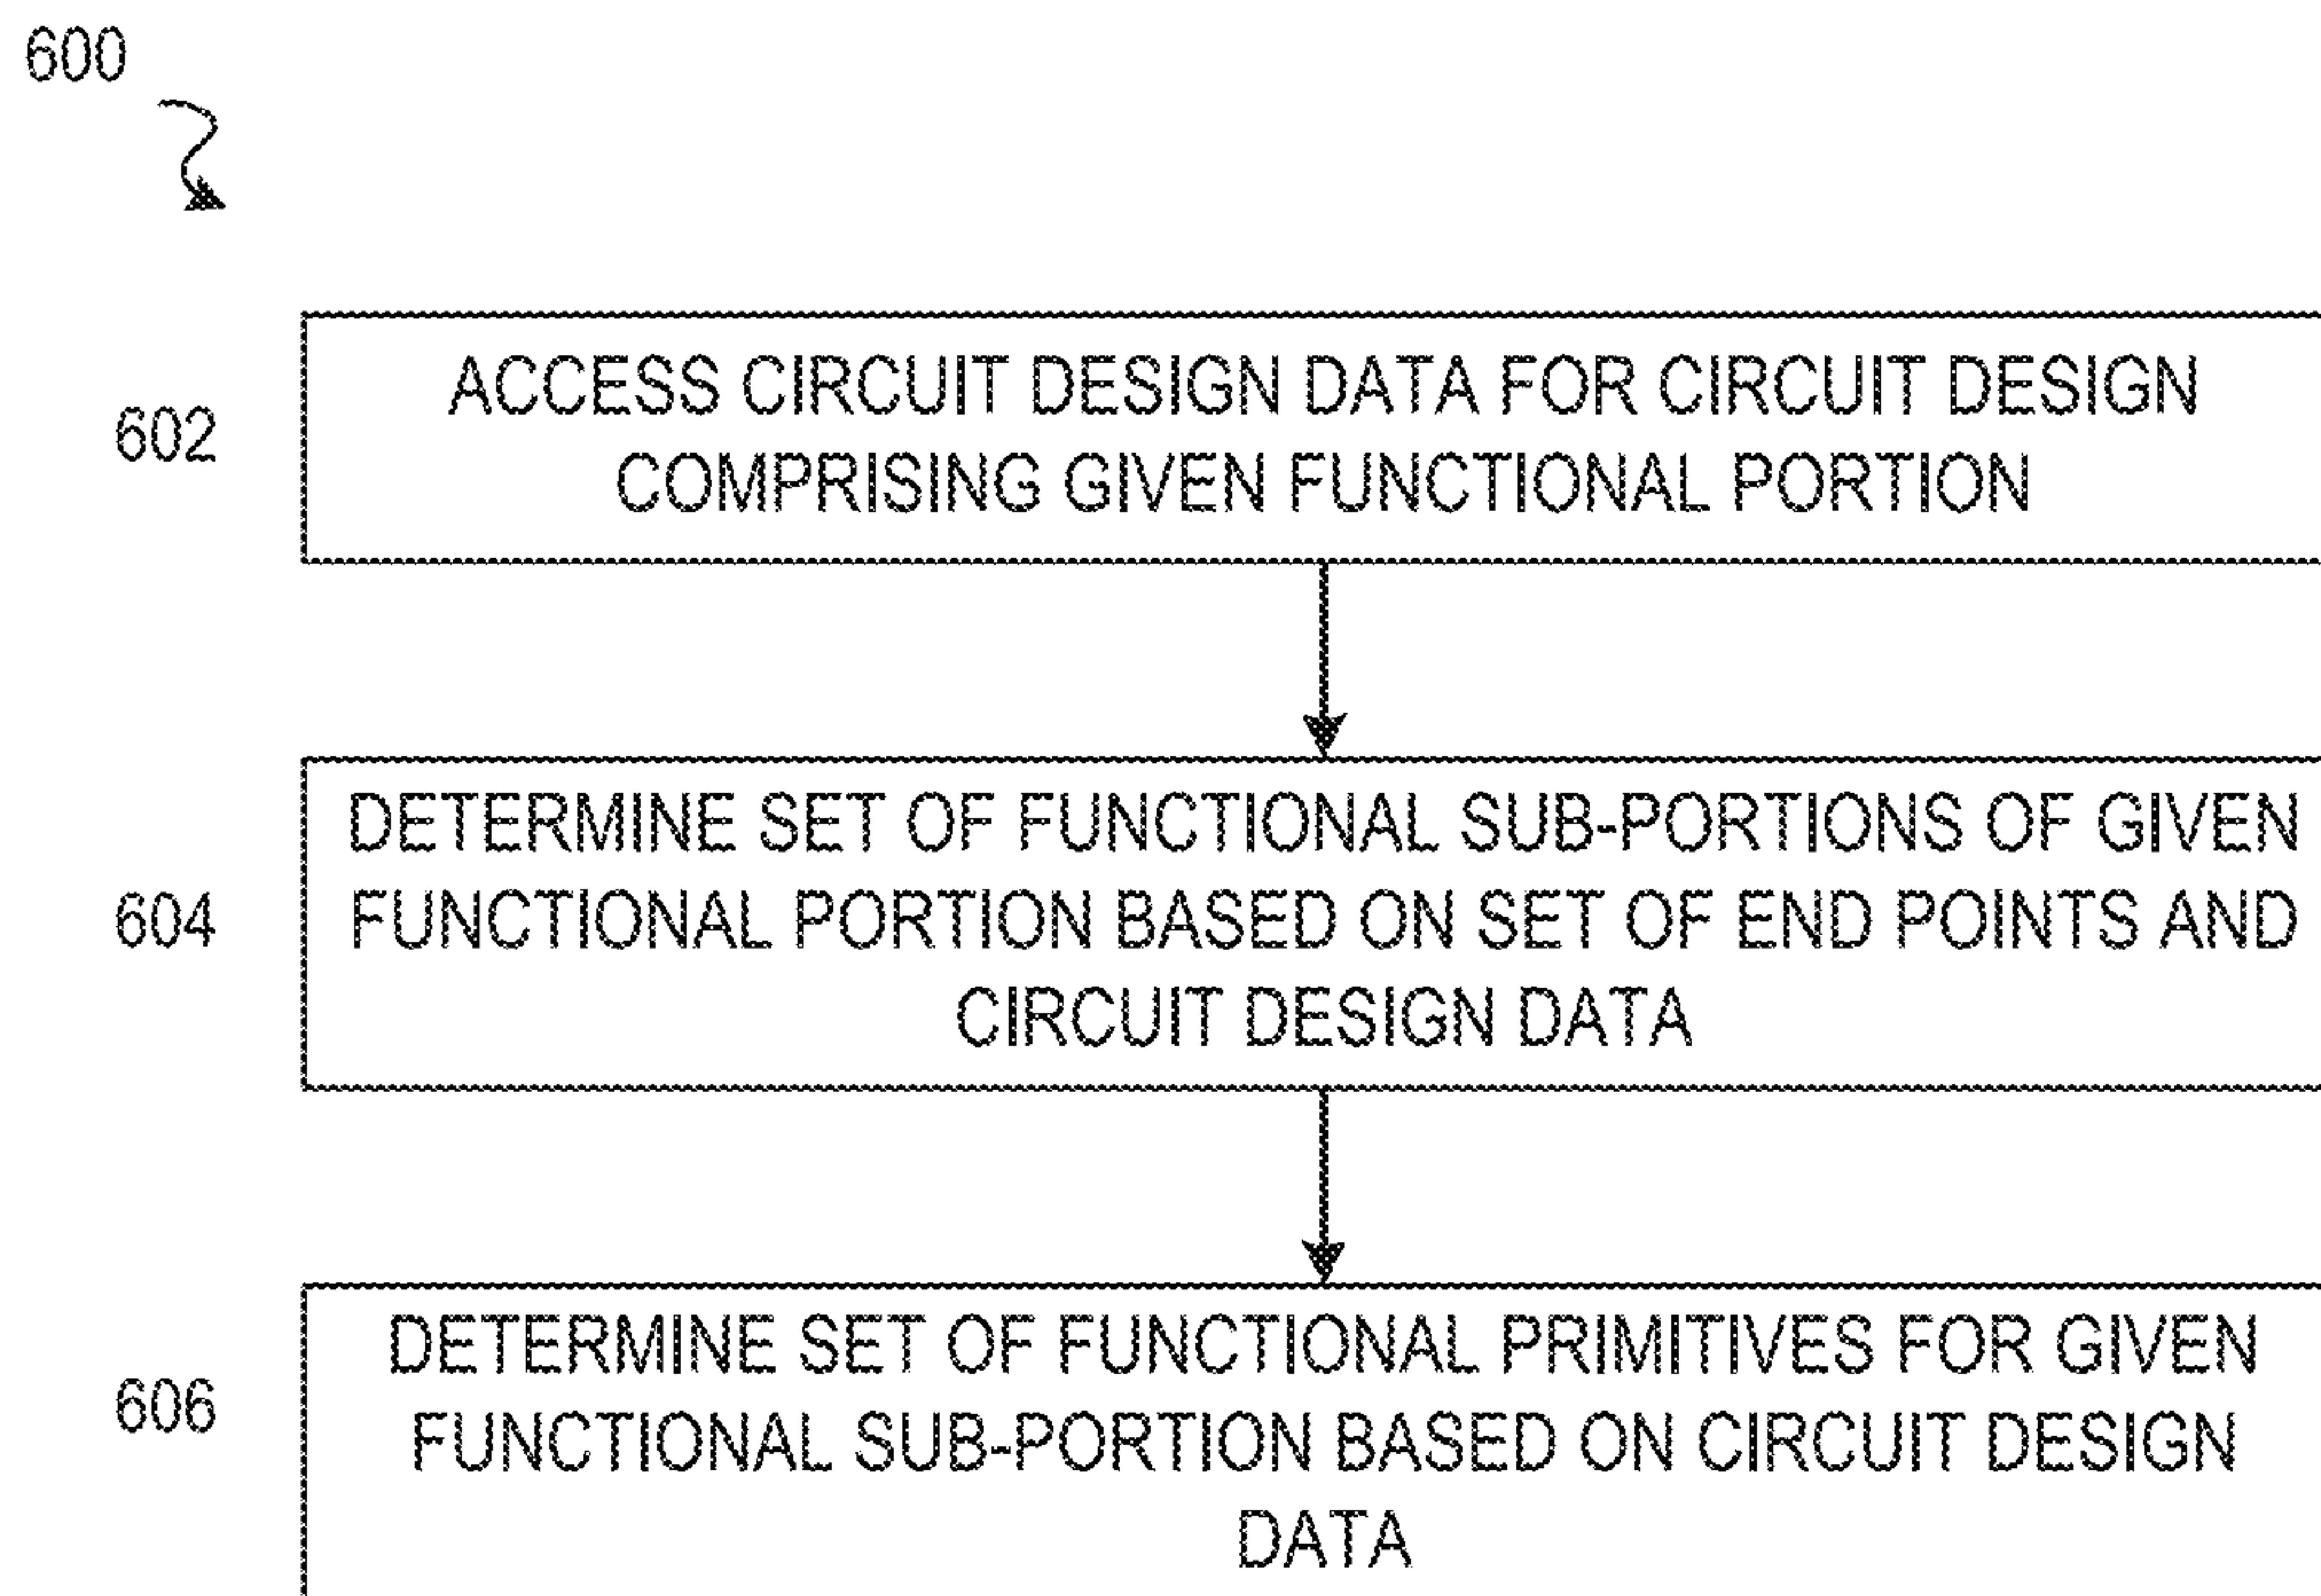 600
602
ACCESS CIRCUIT DESIGN DATA FOR CIRCUIT DESIGN
COMPRISING GIVEN FUNCTIONAL PORTION
604
DETERMINE SET OF FUNCTIONAL SUB-PORTIONS OF GIVEN
FUNCTIONAL PORTION BASED ON SET OF END POINTS AND
CIRCUIT DESIGN DATA
606
DETERMINE SET OF FUNCTIONAL PRIMITIVES FOR GIVEN
FUNCTIONAL SUB-PORTION BASED ON CIRCUIT DESIGN
DATA